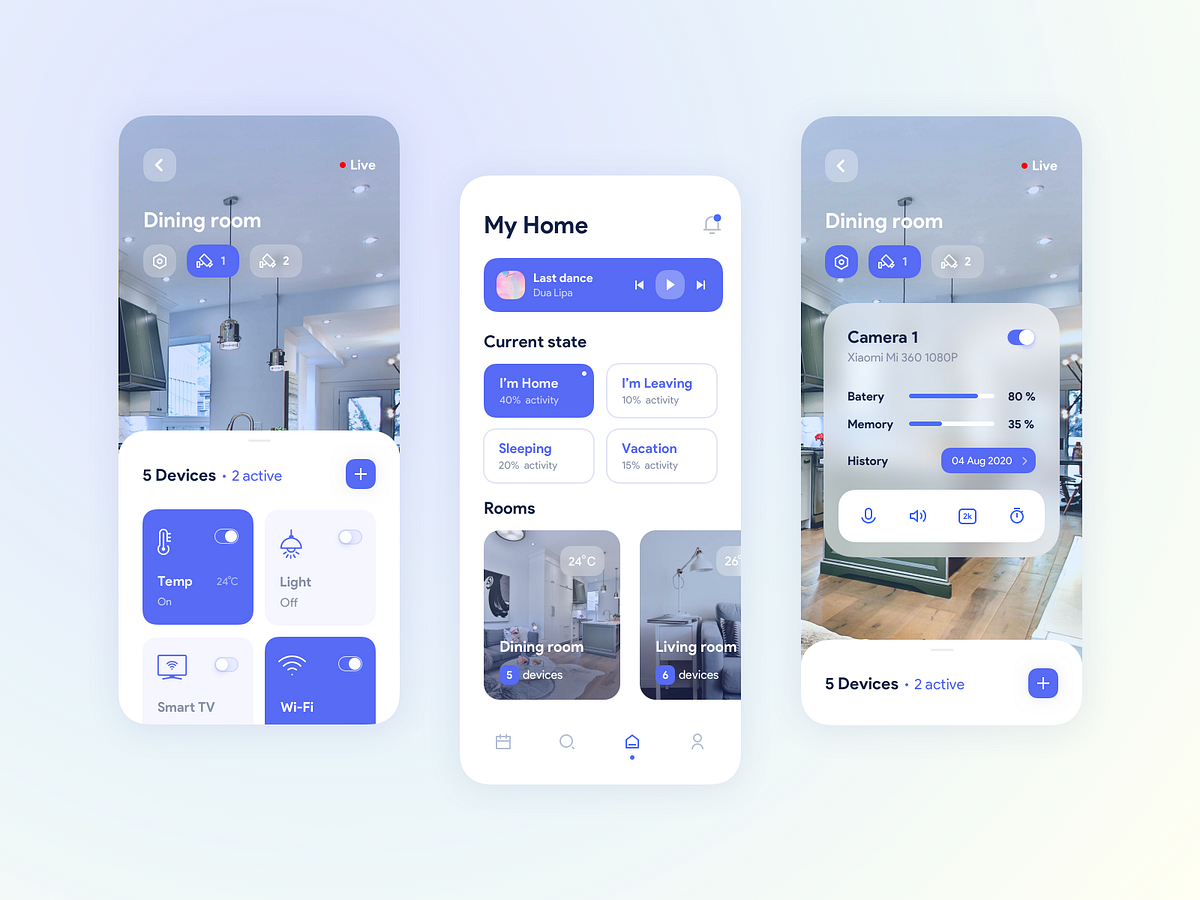 Live
Dining room
1
2
5 Devices • 2 active
Temp 24°C
On
Light
Off
Smart TV
Wi-Fi
My Home
Last dance
Dua Lipa
Current state
I'm Home
40% activity
I'm Leaving
10% activity
Sleeping
20% activity
Vacation
15% activity
Rooms
24°C
Dining room
5 devices
26°
Living room
6 devices
Live
Dining room
1
2
Camera 1
Xiaomi Mi 360 1080P
Batery 80 %
Memory 35 %
History 04 Aug 2020
2k
5 Devices • 2 active